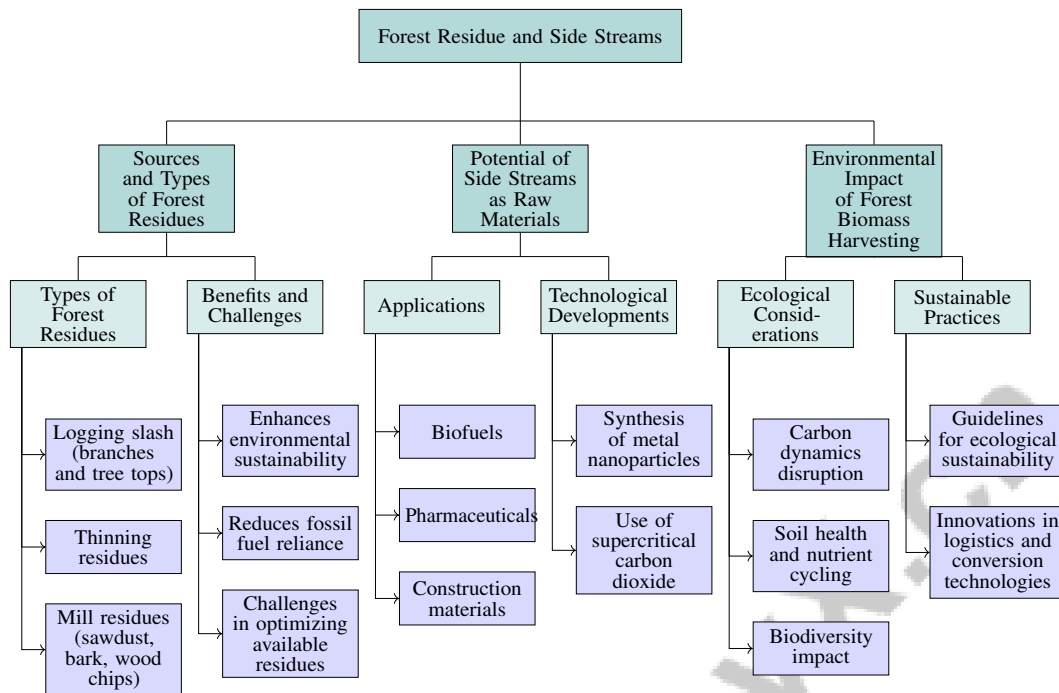 Forest Residue and Side Streams
Sources
and Types
of Forest
Residues
Potential of
Side Streams
as Raw
Materials
Environmental
Impact
of Forest
Biomass
Harvesting
Types of
Forest
Residues
Benefits and
Challenges
Applications
Technological
Developments
Ecological
Consid-
erations
Sustainable
Practices
Logging slash
(branches
and tree tops)
Thinning
residues
Mill residues
(sawdust,
bark, wood
chips)
Enhances
environmental
sustainability
Reduces fossil
fuel reliance
Challenges
in optimizing
available
residues
Biofuels
Pharmaceuticals
Construction
materials
Synthesis
of metal
nanoparticles
Use of
supercritical
carbon
dioxide
Carbon
dynamics
disruption
Soil health
and nutrient
cycling
Biodiversity
impact
Guidelines
for ecological
sustainability
Innovations in
logistics and
conversion
technologies